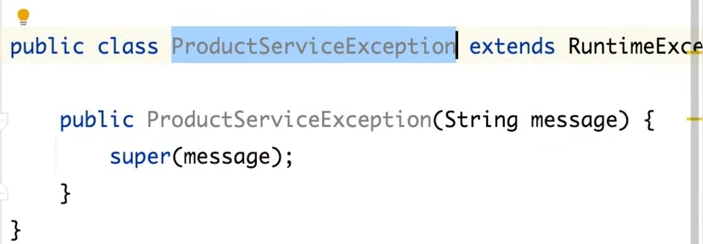 public class ProductServiceException extends RuntimeExce
public ProductServiceException(String message) {
super(message);
}
}